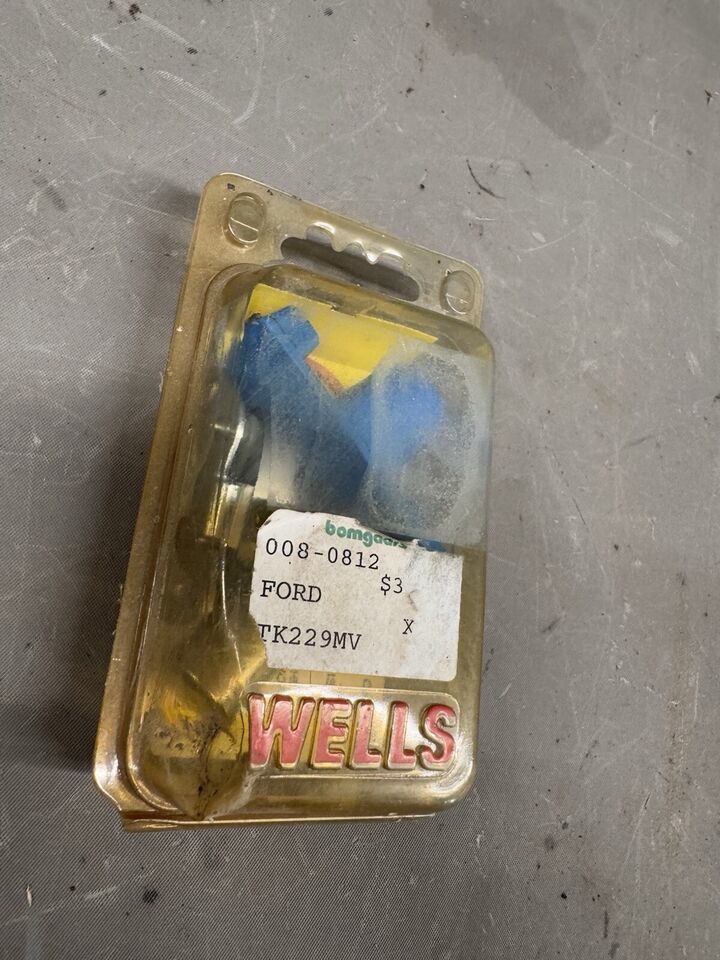 bomgaars
008-0812
$3
FORD
X
TK229MV
WELLS